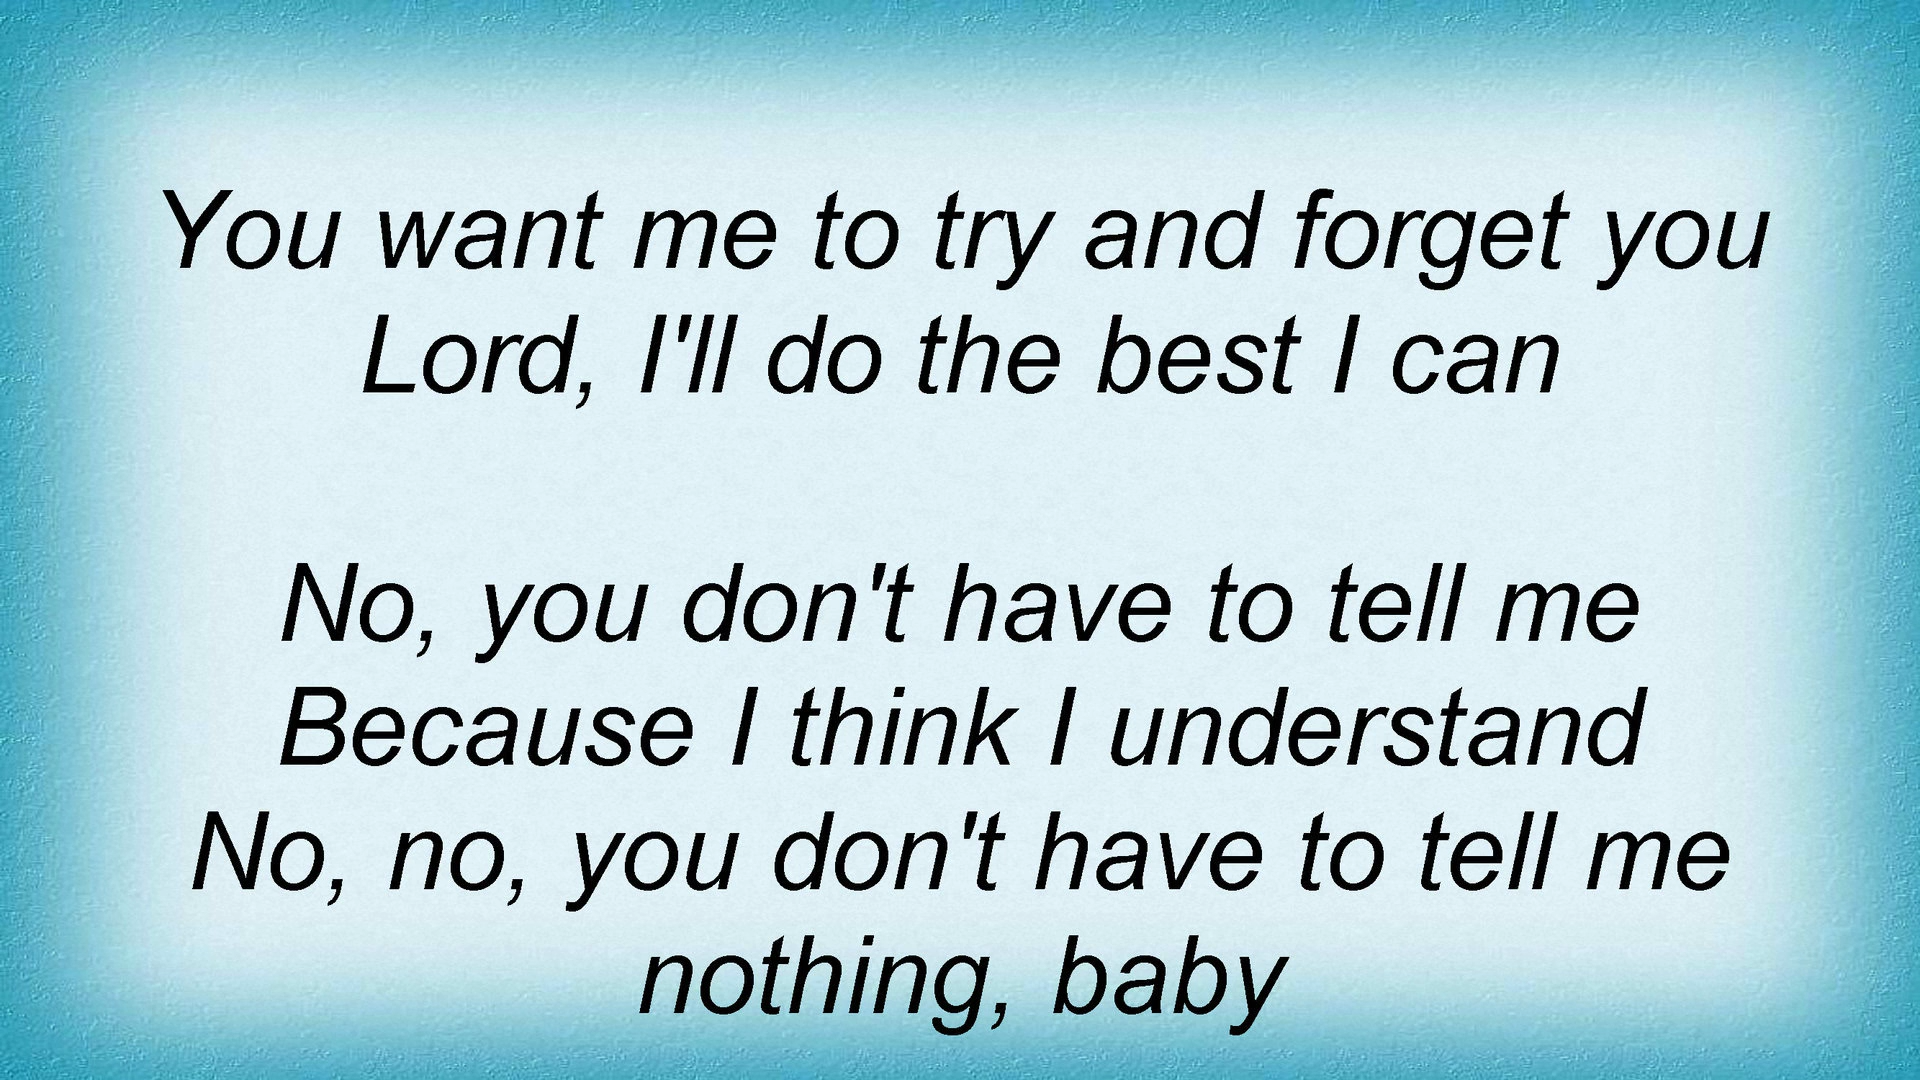 You want me to try and forget you
Lord, I'll do the best I can
No, you don't have to tell me
Because I think I understand
No, no, you don't have to tell me
nothing, baby